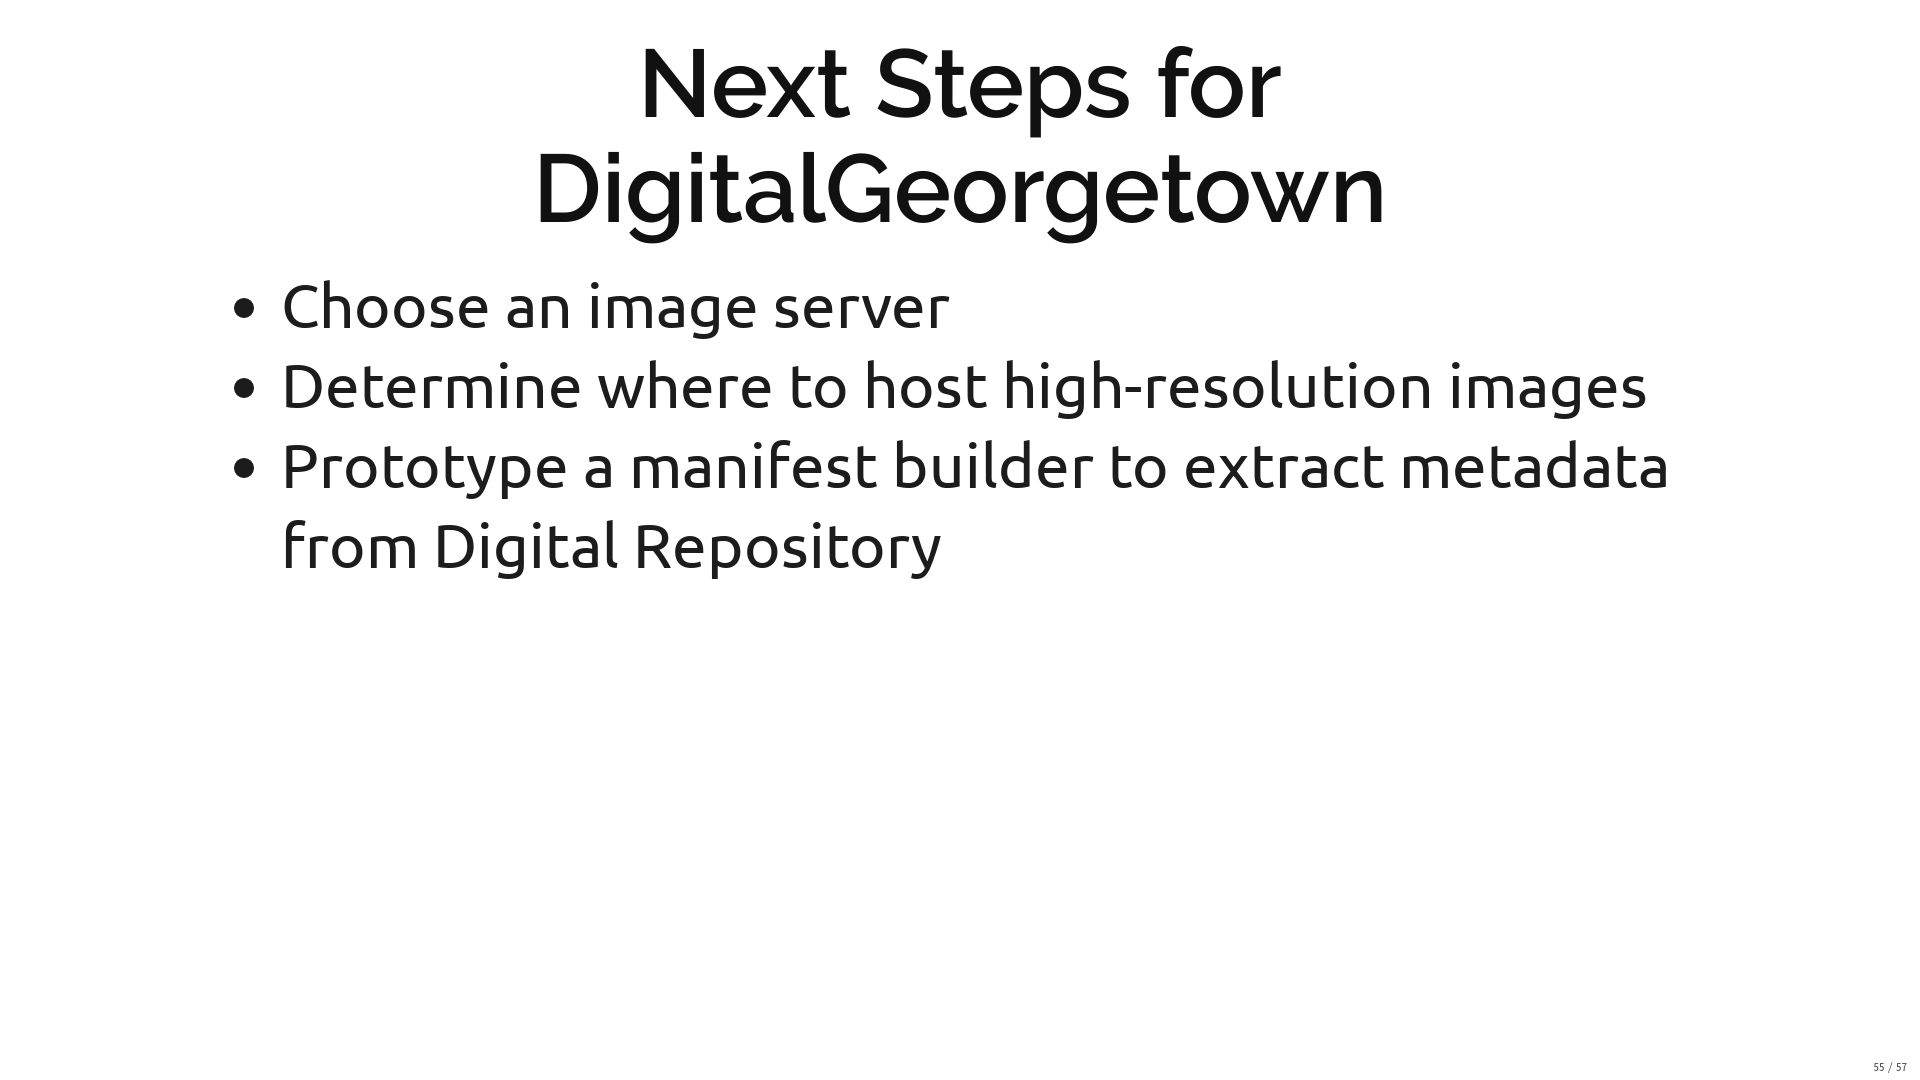 Next Steps for
DigitalGeorgetown
• Choose an image server
• Determine where to host high-resolution images
• Prototype a manifest builder to extract metadata
from Digital Repository
55 / 57